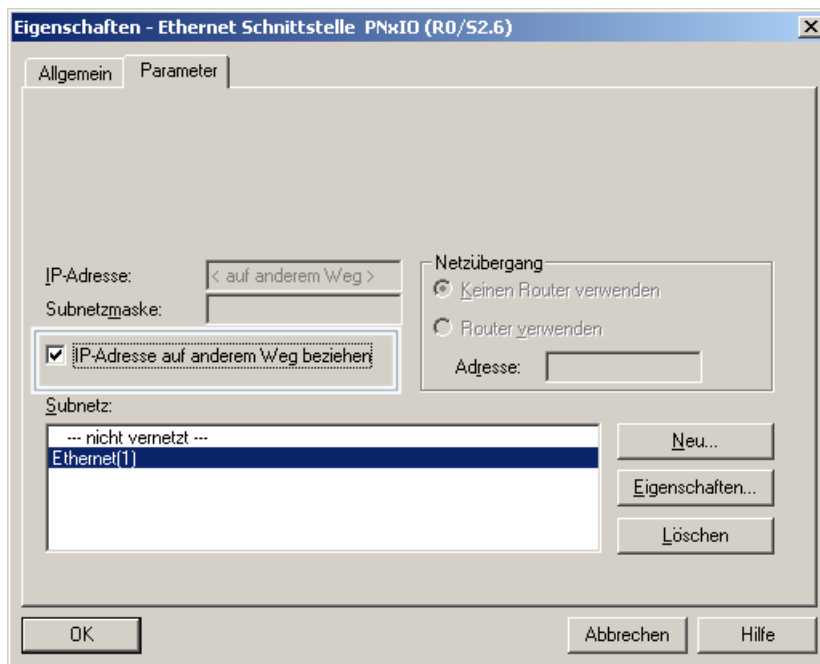 Eigenschaften - Ethernet Schnittstelle PNxIO (R0/S2.6)
Allgemein
Parameter
IP-Adresse:
< auf anderem Weg >
Subnetzmaske:
IP-Adresse auf anderem Weg beziehen
Netzübergang
Keinen Router verwenden
Router verwenden
Adresse:
Subnetz:
--- nicht vernetzt ---
Ethernet(1)
Neu...
Eigenschaften...
Löschen
OK
Abbrechen
Hilfe